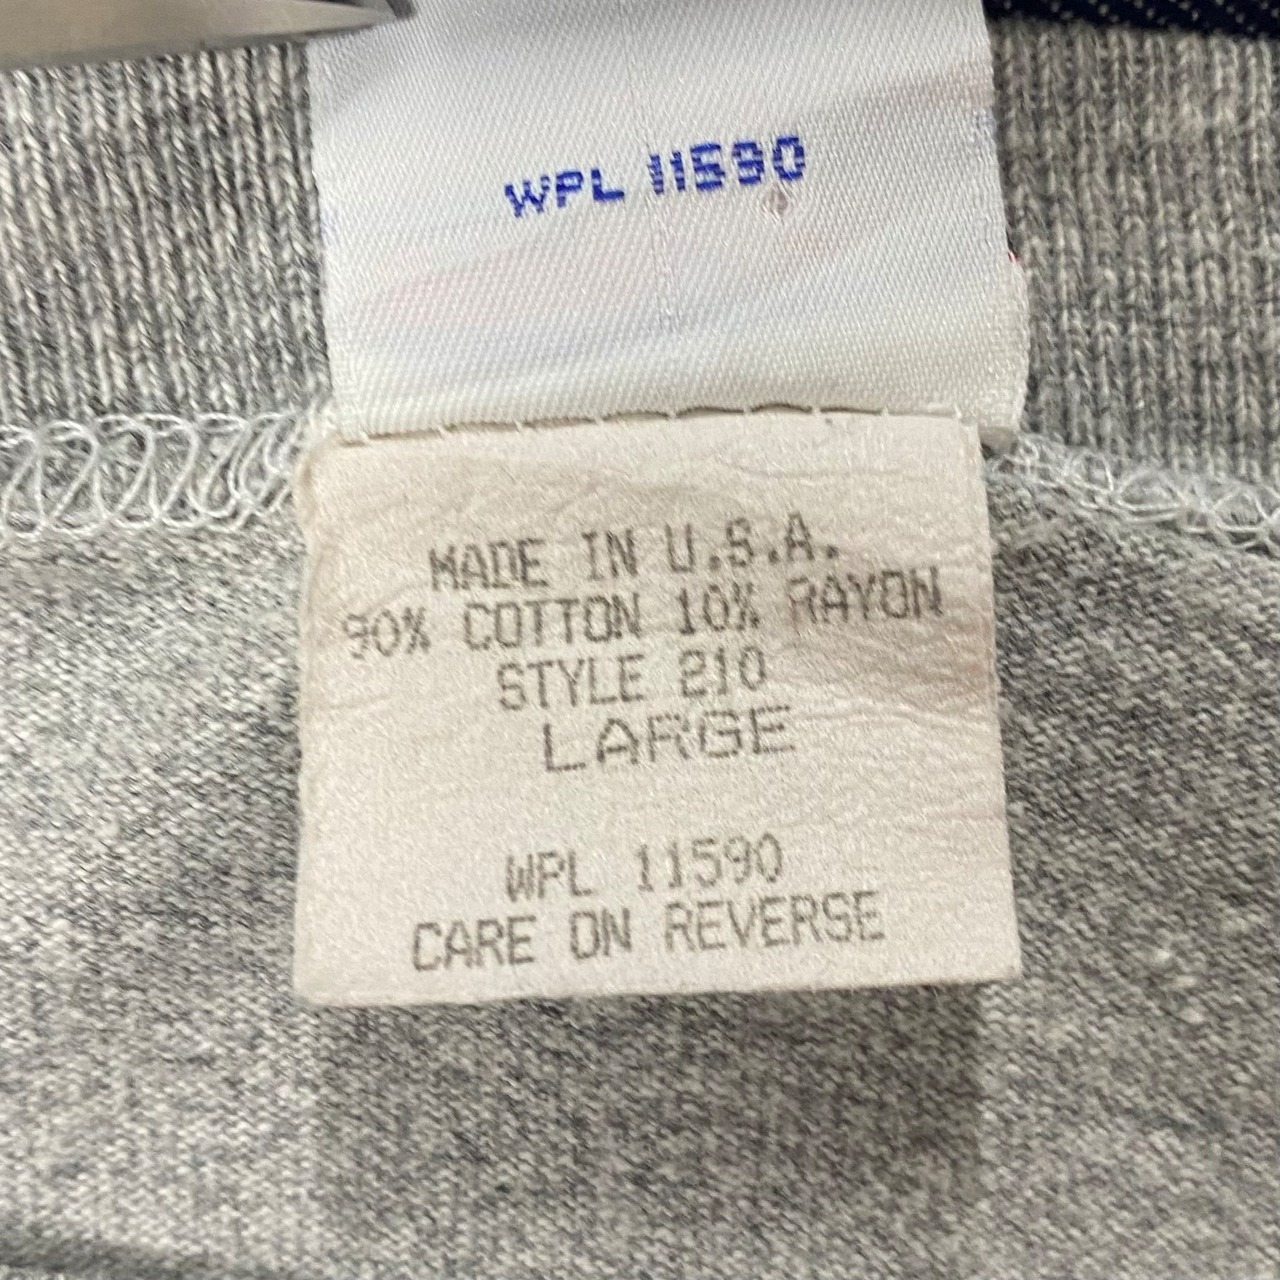 WPL 11590
MADE IN U.S.A.
90% COTTON 10% RAYON
STYLE 210
LARGE
WPL 11590
CARE ON REVERSE